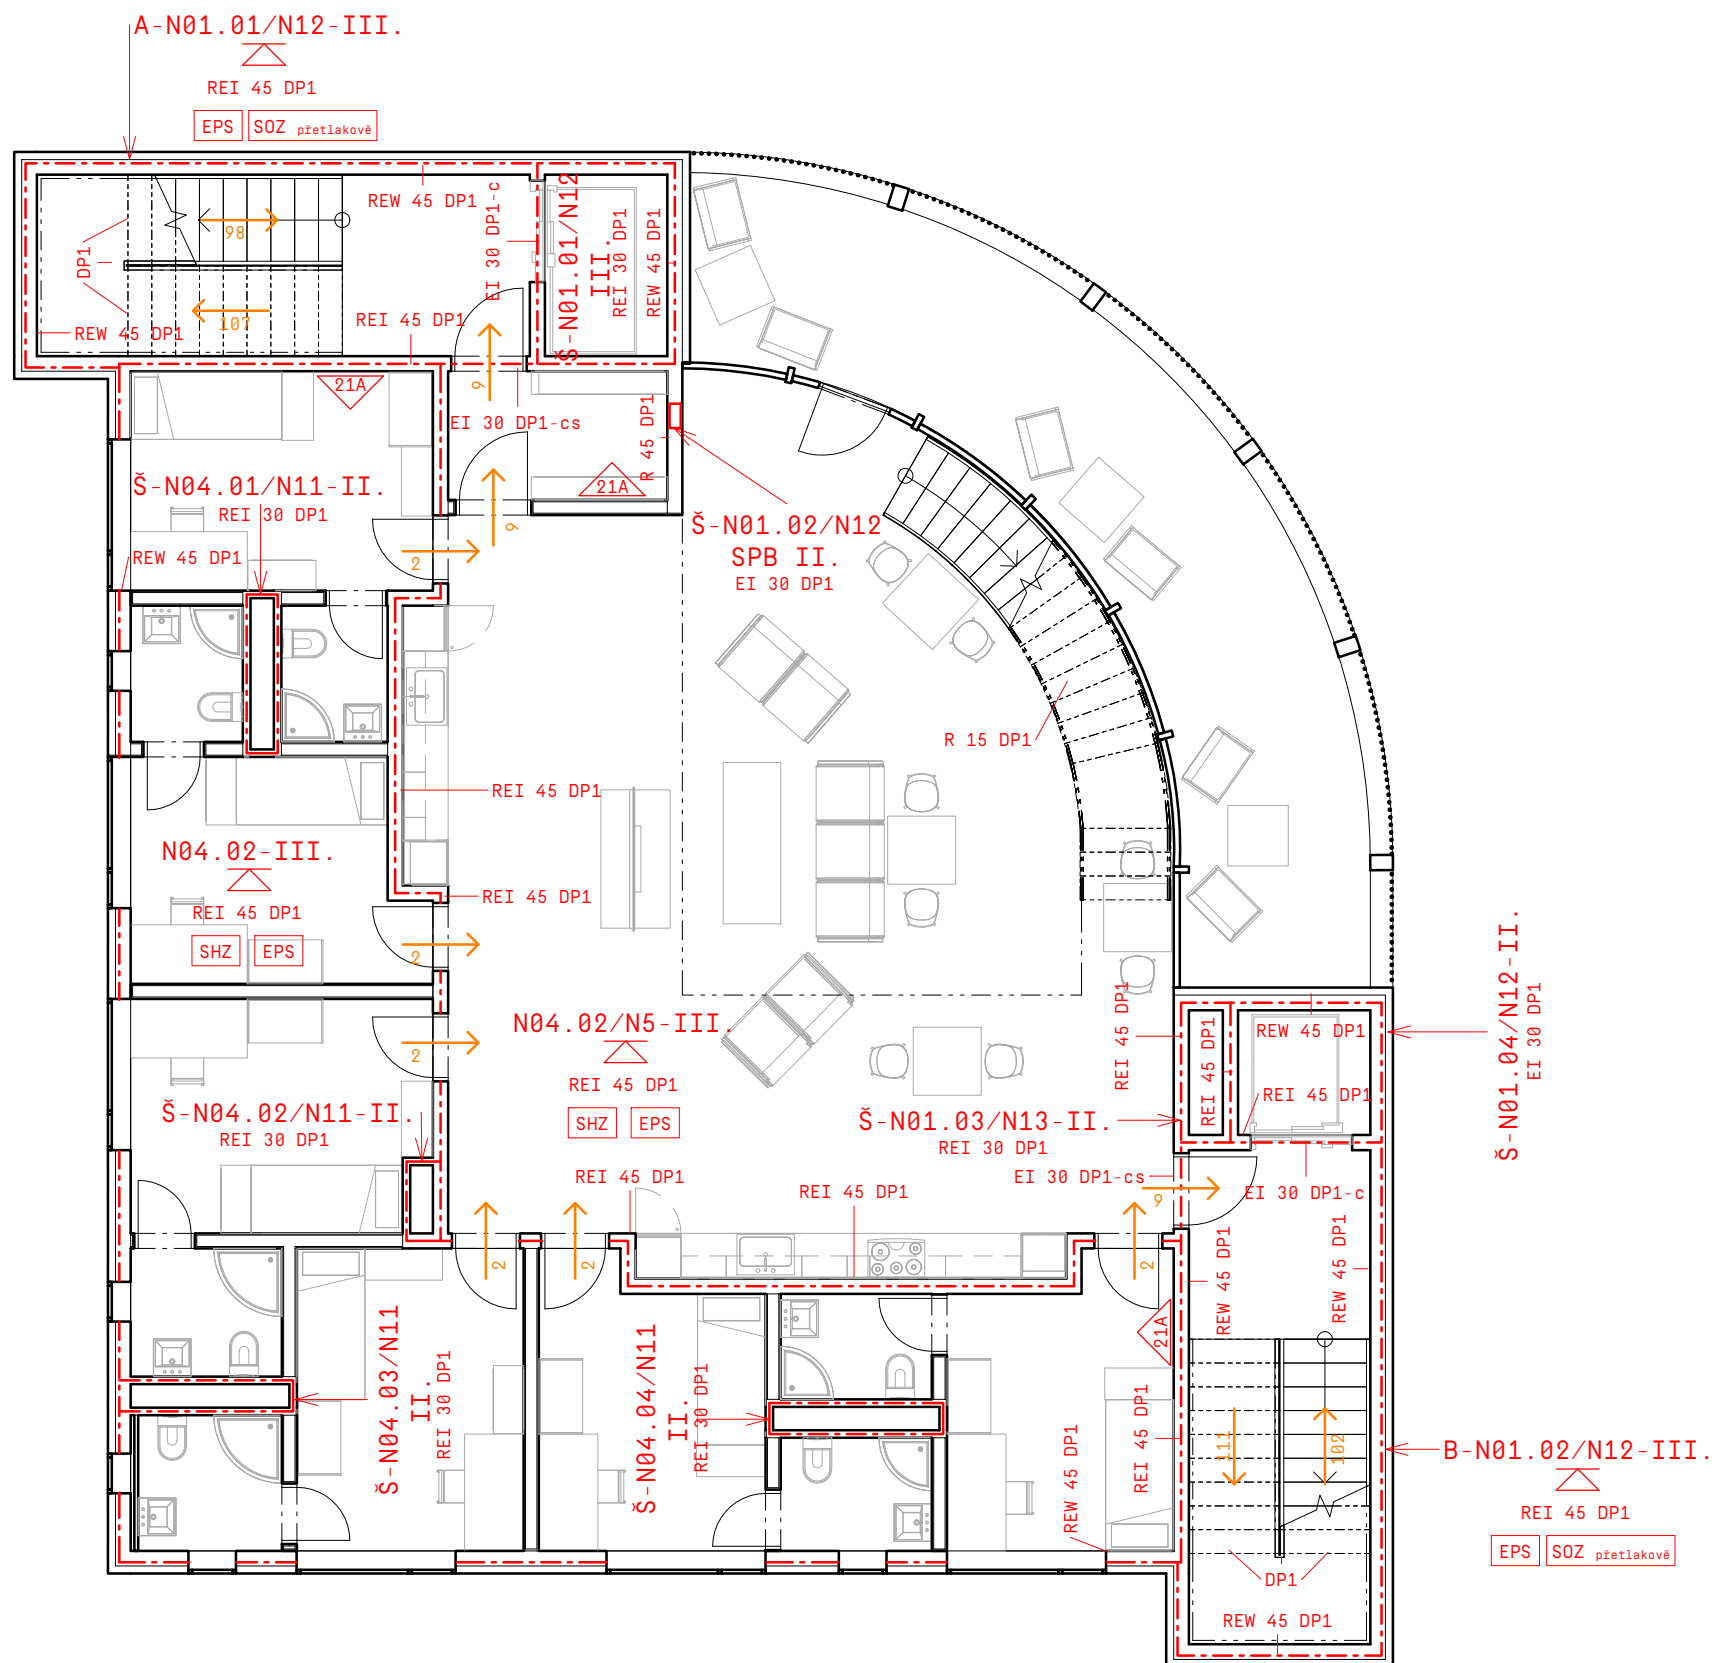 A-N01.01/N12-III.
REI 45 DP1
EPS
SOZ přetlakově
REW 45 DP1
EI 30 DP1-c
Š-N01.01/N12
III.
REI 30 DP1
REW 45 DP1
DP1
98
107
REW 45 DP1
REI 45 DP1
9
21A
EI 30 DP1-cs
R 45 DP1
21A
Š-N04.01/N11-II.
REI 30 DP1
9
Š-N01.02/N12
SPB II.
EI 30 DP1
REW 45 DP1
2
R 15 DP1
REI 45 DP1
N04.02-III.
REI 45 DP1
SHZ
EPS
REI 45 DP1
2
2
N04.02/N5-III.
REI 45 DP1
SHZ
EPS
REI 45 DP1
REI 45 DP1
REW 45 DP1
REI 45 DP1
Š-N01.04/N12-II.
EI 30 DP1
Š-N04.02/N11-II.
REI 30 DP1
Š-N01.03/N13-II.
REI 30 DP1
REI 45 DP1
REI 45 DP1
EI 30 DP1-cs
9
EI 30 DP1-c
2
2
2
REW 45 DP1
REW 45 DP1
Š-N04.03/N11
II.
REI 30 DP1
Š-N04.04/N11
II.
REI 30 DP1
21A
REW 45 DP1
REI 45 DP1
111
102
B-N01.02/N12-III.
REI 45 DP1
EPS
SOZ přetlakově
DP1
REW 45 DP1